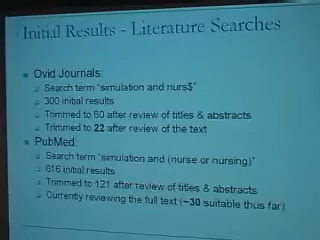 Initial Results - Literature Searches
Ovid Journals:
Search term "simulation and nurs$"
300 initial results
Trimmed to 50 after review of titles & abstracts
Trimmed to 22 after review of the text
PubMed:
Search term "simulation and (nurse or nursing)"
616 initial results
Trimmed to 121 after review of titles & abstracts
Currently reviewing the full text (~30 suitable thus far)